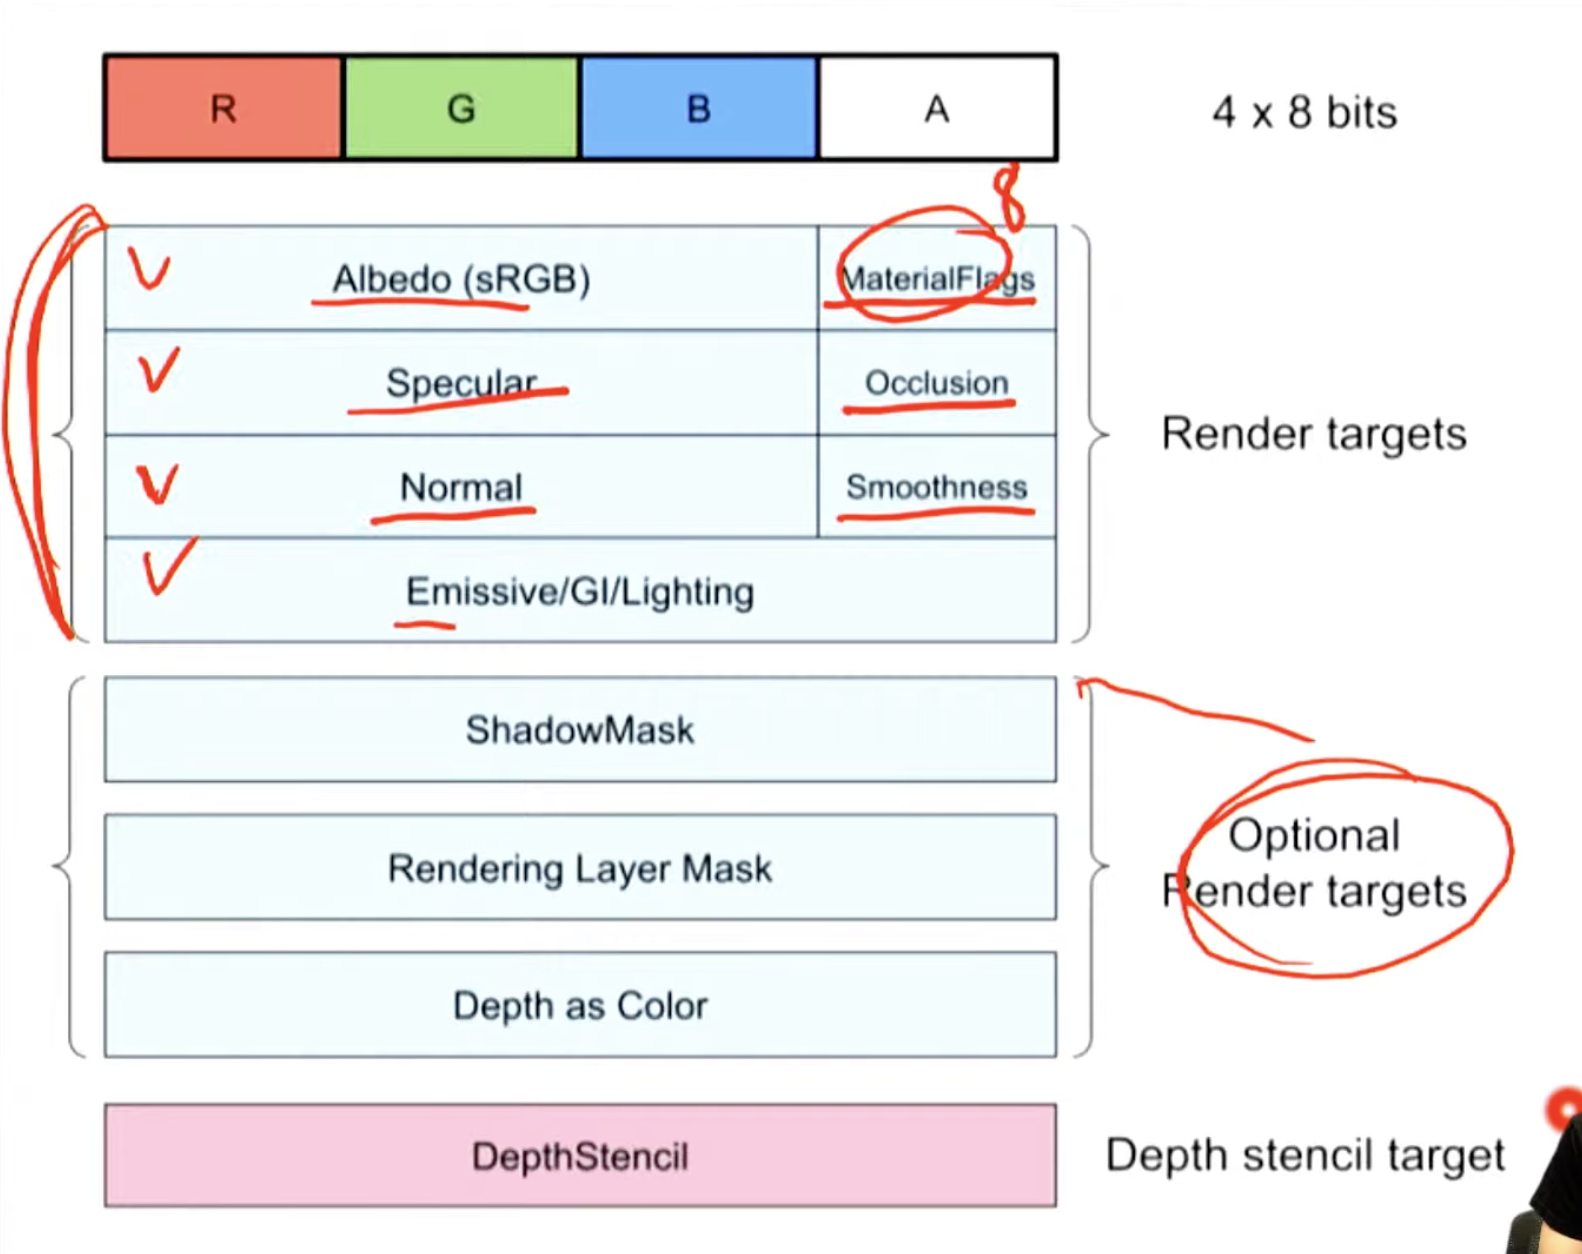 R G B A 4 x 8 bits
8
Albedo (sRGB) MaterialFlags
Specular Occlusion
Render targets
Normal Smoothness
Emissive/GI/Lighting
ShadowMask
Optional
Rendering Layer Mask
Render targets
Depth as Color
DepthStencil Depth stencil target